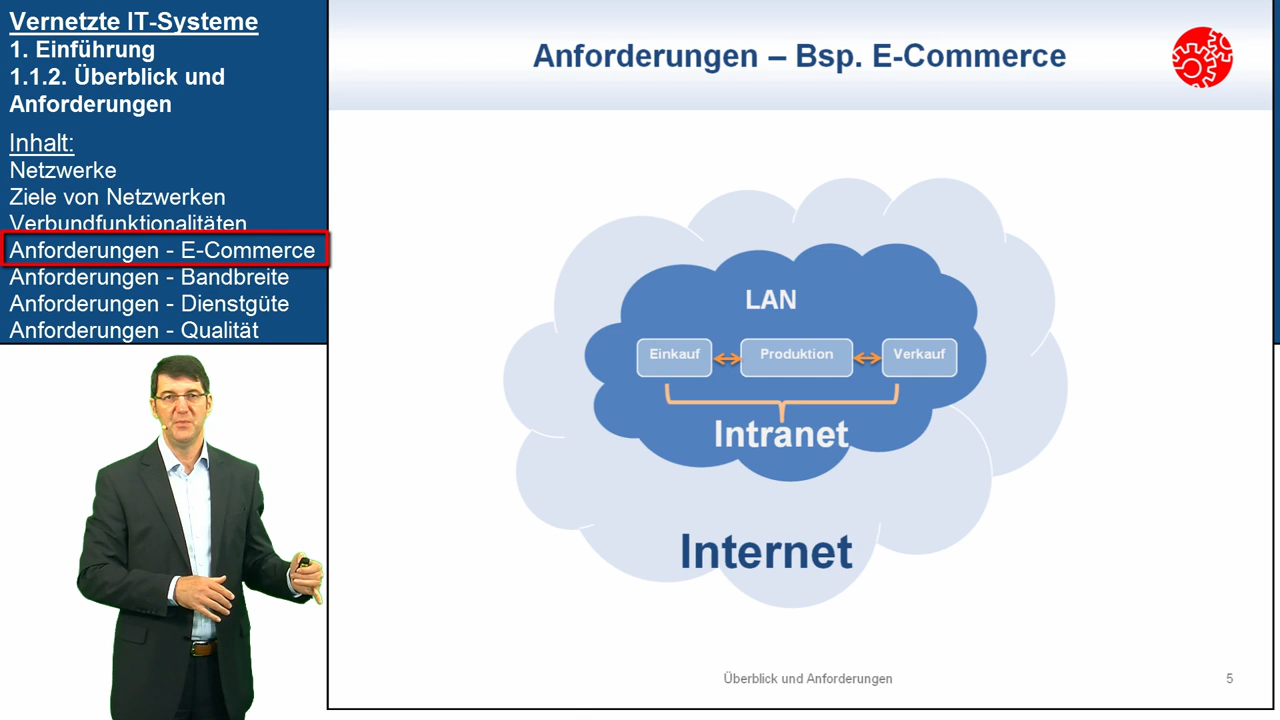 Vernetzte IT-Systeme
1. Einführung
1.1.2. Überblick und
Anforderungen
Inhalt:
Netzwerke
Ziele von Netzwerken
Verbundfunktionalitäten
Anforderungen - E-Commerce
Anforderungen - Bandbreite
Anforderungen - Dienstgüte
Anforderungen - Qualität
Anforderungen – Bsp. E-Commerce
LAN
Einkauf
Produktion
Verkauf
Intranet
Internet
Überblick und Anforderungen
5